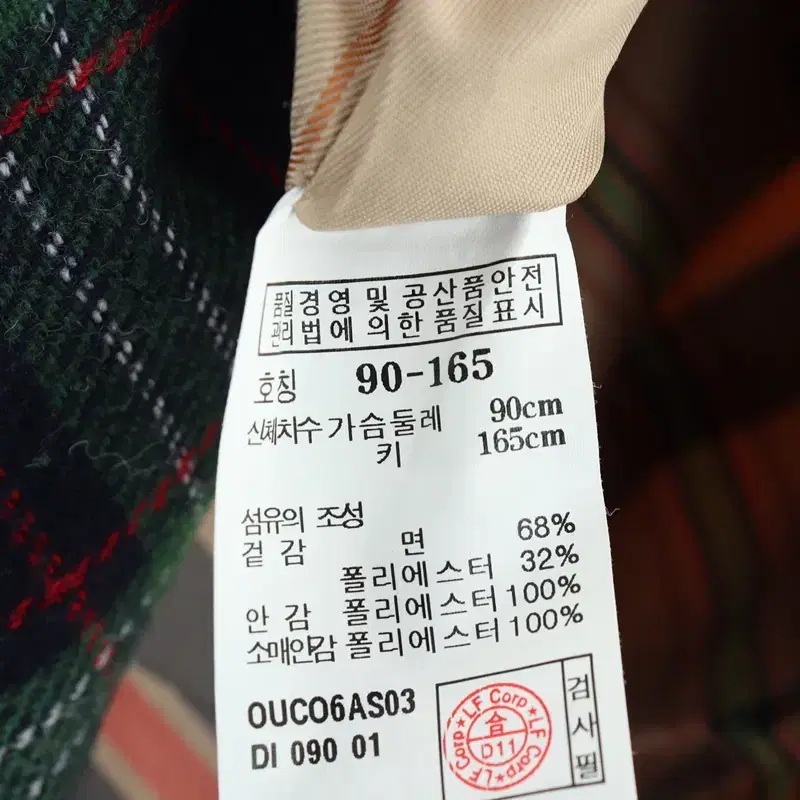 품질경영 및 공산품안전
관리법에 의한 품질표시
호칭 90-165
신체치수 가슴둘레 90cm
키 165cm
섬유의 조성
겉감 면 68%
폴리에스터 32%
안감 폴리에스터 100%
소매안감 폴리에스터 100%
OUCO6AS03
DI 090 01
LF Corp★LF Corp★LF Corp★
합
D11
검사필